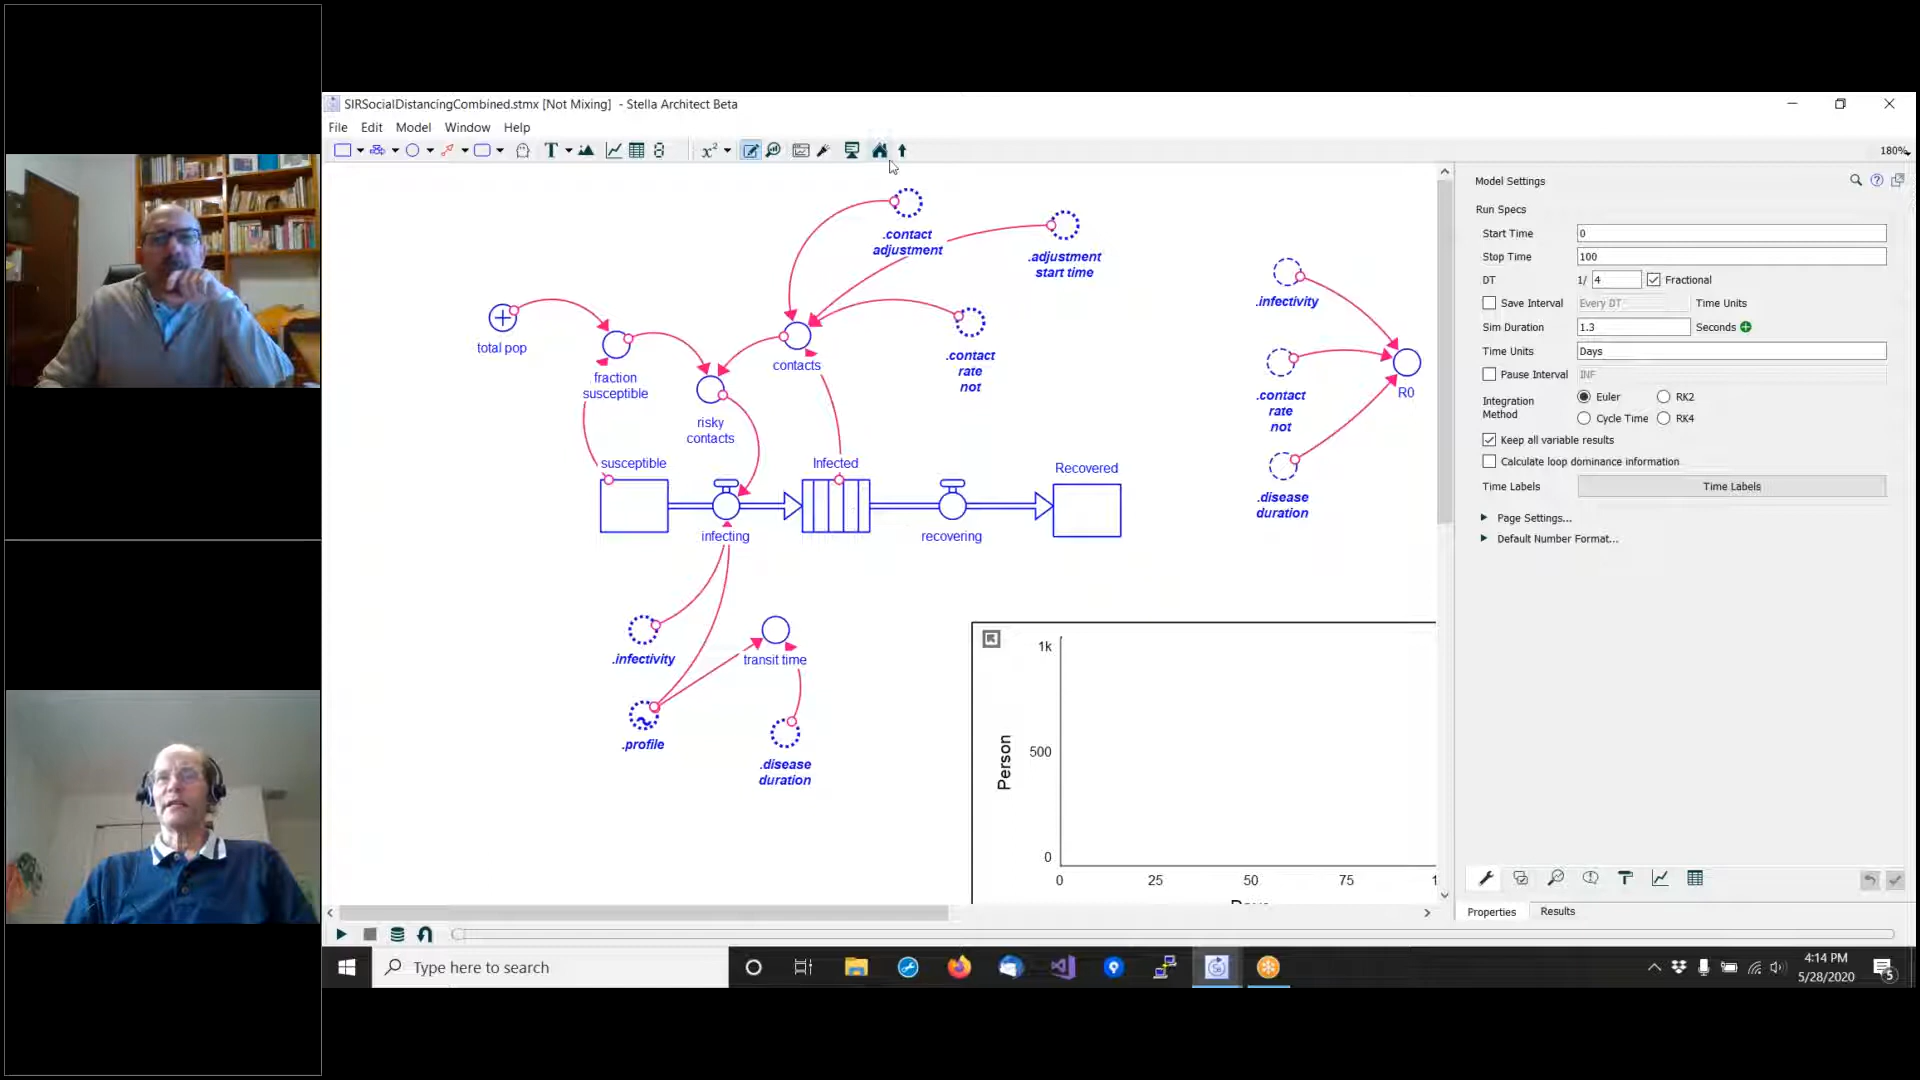 SIRSocialDistancingCombined.stmx [Not Mixing] - Stella Architect Beta
File Edit Model Window Help
T x² 180%
.contact
adjustment
.adjustment
start time
.infectivity
total pop
contacts
.contact
rate
not
fraction
susceptible
risky
contacts
.contact
rate
not
R0
susceptible
Infected
Recovered
.disease
duration
infecting
recovering
.infectivity
transit time
.profile
.disease
duration
1k
500
0
Person
0 25 50 75 1
Model Settings
Run Specs
Start Time 0
Stop Time 100
DT 1/ 4 Fractional
Save Interval Every DT Time Units
Sim Duration 1.3 Seconds
Time Units Days
Pause Interval INF
Integration
Method
Euler RK2
Cycle Time RK4
Keep all variable results
Calculate loop dominance information
Time Labels Time Labels
Page Settings...
Default Number Format...
Properties Results
Type here to search
4:14 PM
5/28/2020
5